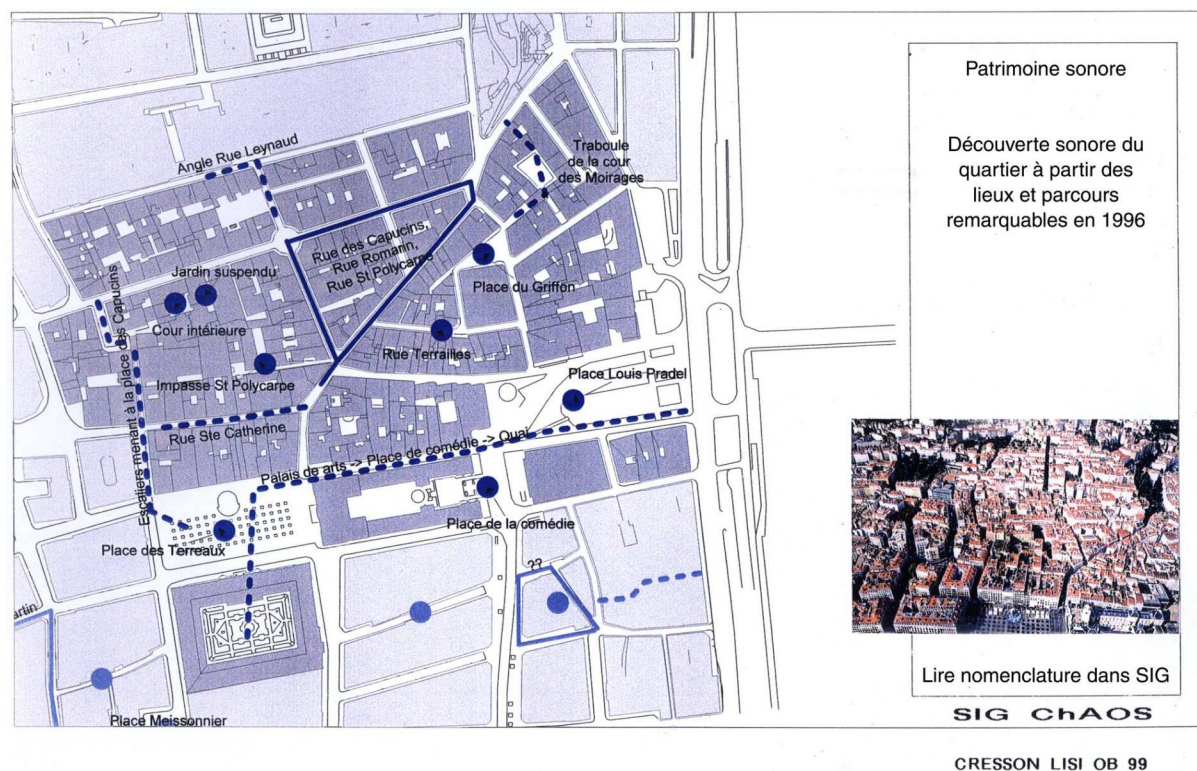 Patrimoine sonore
Découverte sonore du
quartier à partir des
lieux et parcours
remarquables en 1996
Angle Rue Leynaud
Traboule
de la cour
des Moirages
Rue des Capucins,
Rue Romarin,
Rue St Polycarpe
Jardin suspendu
Cour intérieure
Place du Griffon
Rue Terrailles
Impasse St Polycarpe
Place Louis Pradel
Escaliers menant à la place des Capucins
Rue Ste Catherine
Palais de arts -> Place de comédie -> Quai
Place de la comédie
Place des Terreaux
??
artin
Place Meissonnier
Lire nomenclature dans SIG
SIG ChAOS
CRESSON LISI OB 99